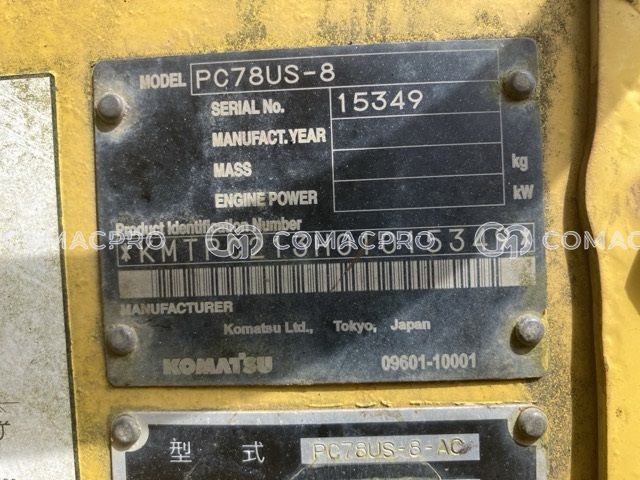 MODEL PC78US-8
SERIAL No. 15349
MANUFACT. YEAR
MASS kg
ENGINE POWER kW
Product Identification Number
COMACPRO COMACPRO COMACPRO
MANUFACTURER
Komatsu Ltd., Tokyo, Japan
KOMATSU 09601-10001
型 式 PC78US-8-AC